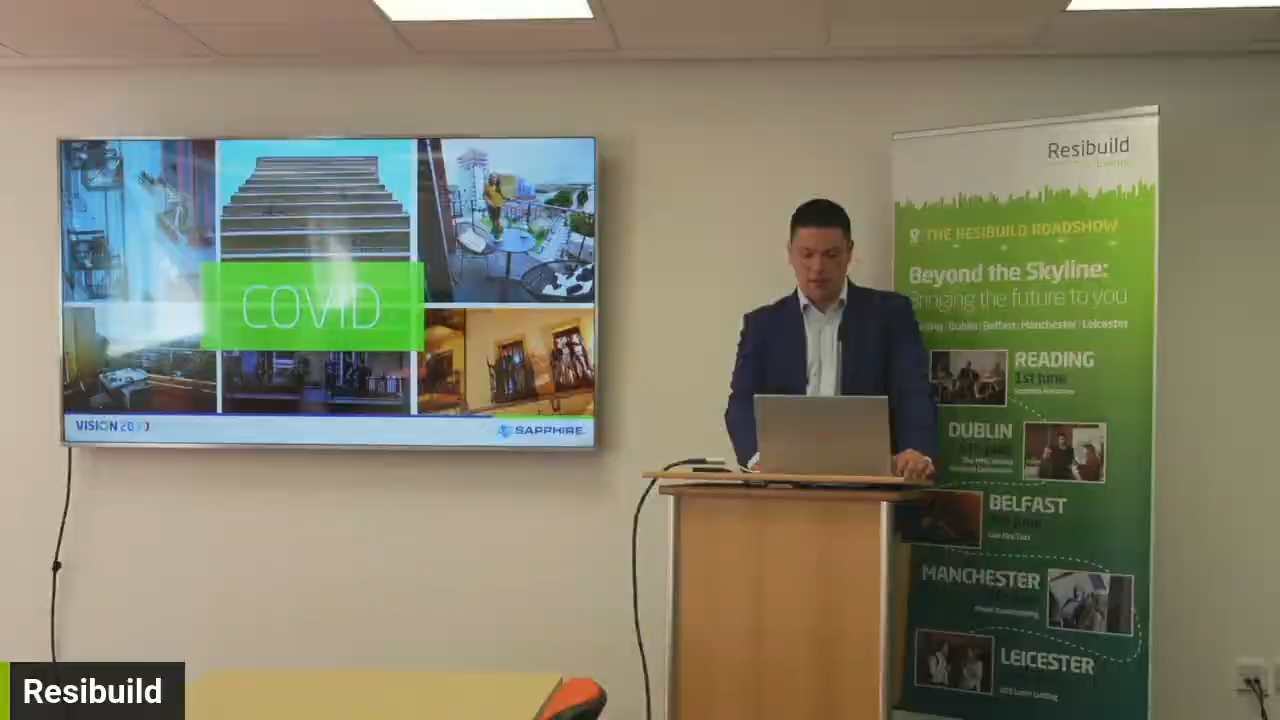 COVID
VISION 2030
SAPPHIRE
Resibuild
THE RESIBUILD ROADSHOW
Beyond the Skyline:
Bringing the future to you
Dublin | Belfast | Manchester | Leicester
READING
1st June
DUBLIN
BELFAST
MANCHESTER
LEICESTER
Resibuild